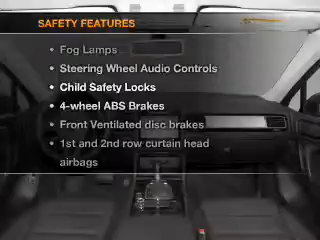 SAFETY FEATURES
• Fog Lamps
• Steering Wheel Audio Controls
• Child Safety Locks
• 4-wheel ABS Brakes
• Front Ventilated disc brakes
• 1st and 2nd row curtain head
airbags